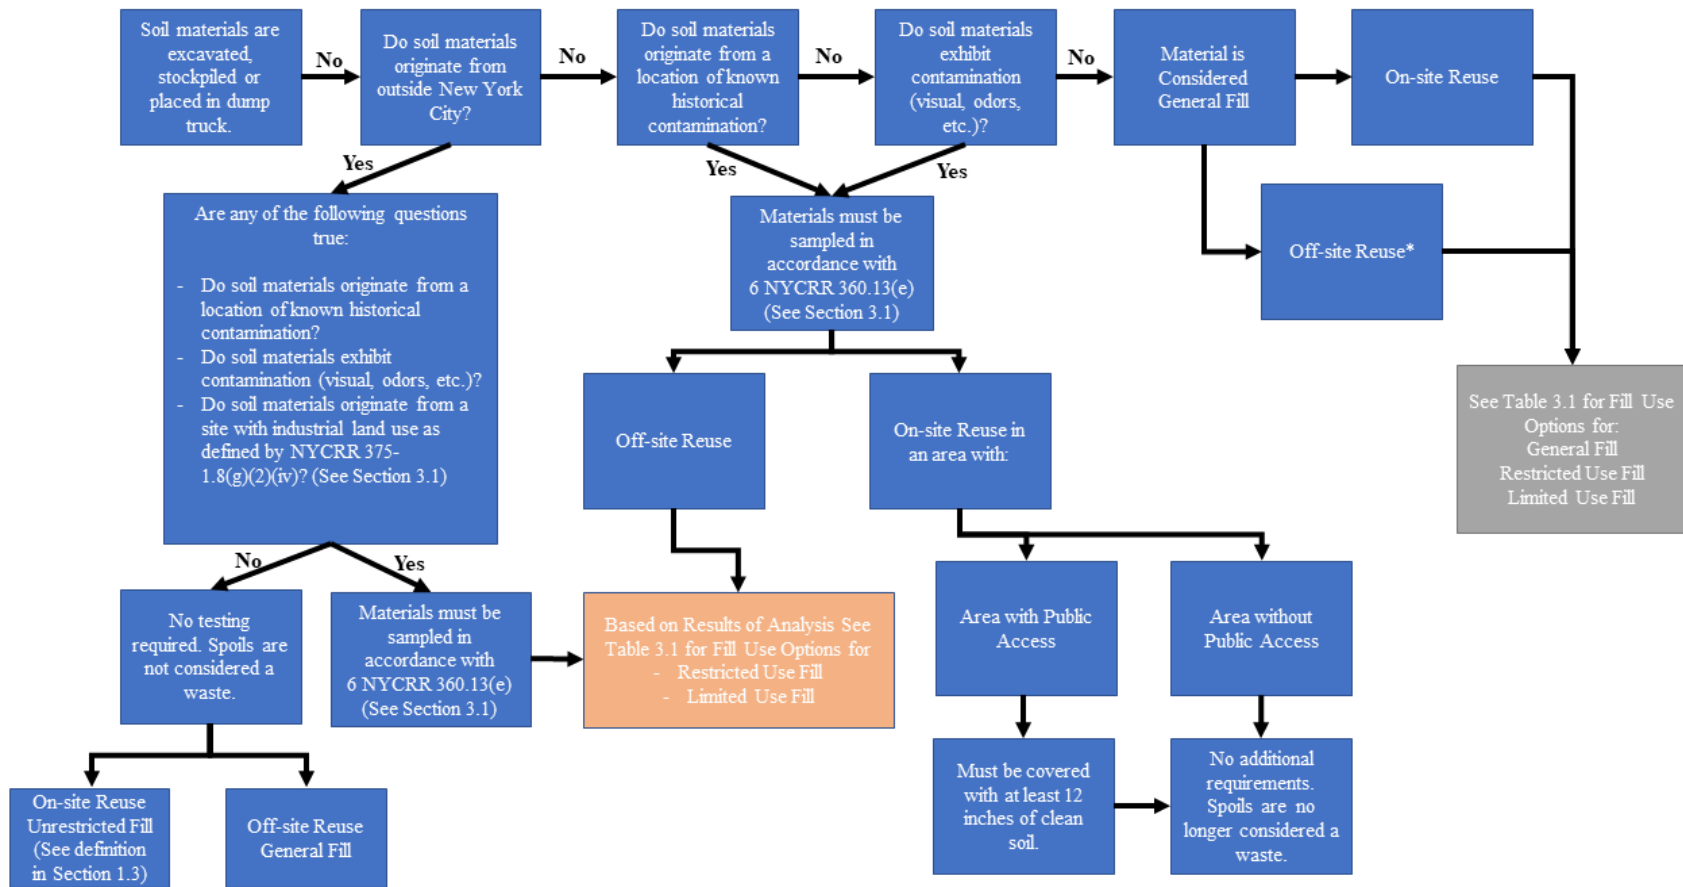 Soil materials are
excavated,
stockpiled or
placed in dump
truck.
No
Do soil materials
originate from
outside New York
City?
No
Do soil materials
originate from a
location of known
historical
contamination?
No
Do soil materials
exhibit
contamination
(visual, odors,
etc.)?
No
Material is
Considered
General Fill
On-site Reuse
Yes
Yes
Yes
Off-site Reuse*
Are any of the following questions
true:
- Do soil materials originate from a
location of known historical
contamination?
- Do soil materials exhibit
contamination (visual, odors, etc.)?
- Do soil materials originate from a
site with industrial land use as
defined by NYCRR 375-
1.8(g)(2)(iv)? (See Section 3.1)
Materials must be
sampled in
accordance with
6 NYCRR 360.13(e)
(See Section 3.1)
Off-site Reuse
On-site Reuse in
an area with:
See Table 3.1 for Fill Use
Options for:
General Fill
Restricted Use Fill
Limited Use Fill
No
Yes
No testing
required. Spoils are
not considered a
waste.
Materials must be
sampled in
accordance with
6 NYCRR 360.13(e)
(See Section 3.1)
Based on Results of Analysis See
Table 3.1 for Fill Use Options for
- Restricted Use Fill
- Limited Use Fill
Area with Public
Access
Area without
Public Access
On-site Reuse
Unrestricted Fill
(See definition
in Section 1.3)
Off-site Reuse
General Fill
Must be covered
with at least 12
inches of clean
soil.
No additional
requirements.
Spoils are no
longer considered a
waste.